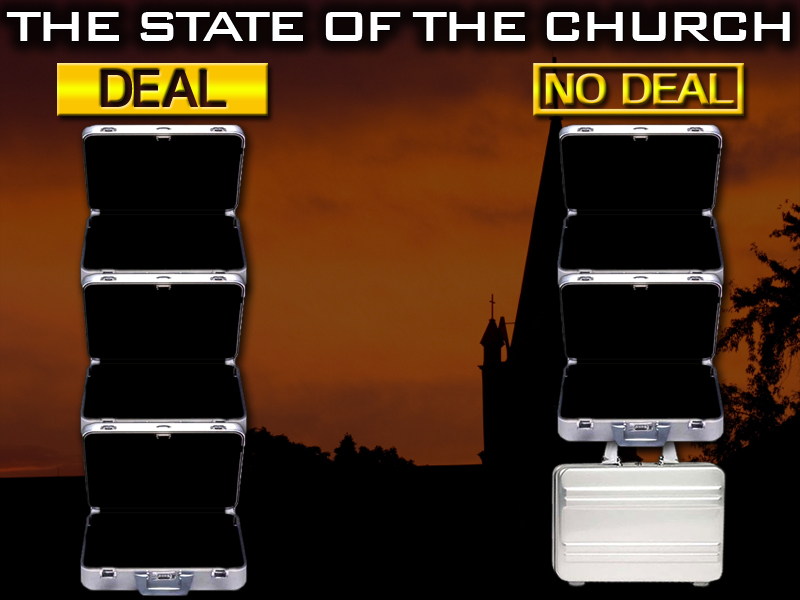 THE STATE OF THE CHURCH
DEAL
NO DEAL